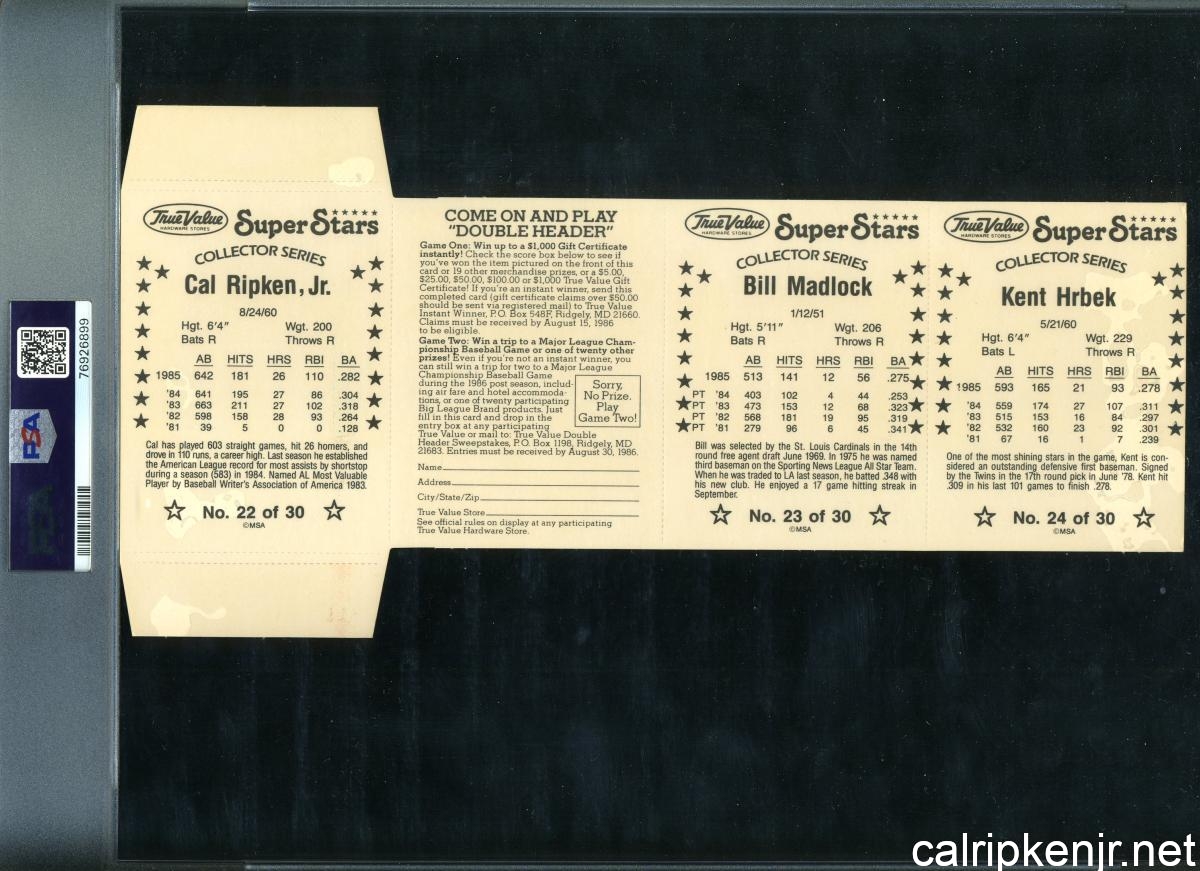 True Value
HARDWARE STORES
Super Stars
COLLECTOR SERIES
Cal Ripken, Jr.
8/24/60
Hgt. 6'4" Wgt. 200
Bats R Throws R
AB HITS HRS RBI BA
1985 642 181 26 110 .282
'84 641 195 27 86 .304
'83 663 211 27 102 .318
'82 598 158 28 93 .264
'81 39 5 0 0 .128
Cal has played 603 straight games, hit 26 homers, and
drove in 110 runs, a career high. Last season he established
the American League record for most assists by shortstop
during a season (583) in 1984. Named AL Most Valuable
Player by Baseball Writer's Association of America 1983.
No. 22 of 30
©MSA
COME ON AND PLAY
"DOUBLE HEADER"
Game One: Win up to a $1,000 Gift Certificate
instantly! Check the score box below to see if
you've won the item pictured on the front of this
card or 19 other merchandise prizes, or a $5.00,
$25.00, $50.00, $100.00 or $1,000 True Value Gift
Certificate! If you're an instant winner, send this
completed card (gift certificate claims over $50.00
should be sent via registered mail) to True Value
Instant Winner, P.O. Box 548F, Ridgely, MD 21660.
Claims must be received by August 15, 1986
to be eligible.
Game Two: Win a trip to a Major League Cham-
pionship Baseball Game or one of twenty other
prizes! Even if you're not an instant winner, you
can still win a trip for two to a Major League
Championship Baseball Game
during the 1986 post season, includ-
ing air fare and hotel accommoda-
tions, or one of twenty participating
Big League Brand products. Just
fill in this card and drop in the
entry box at any participating
True Value or mail to: True Value Double
Header Sweepstakes, P.O. Box 1198, Ridgely, MD
21683. Entries must be received by August 30, 1986.
Sorry,
No Prize.
Play
Game Two!
Name
Address
City/State/Zip
True Value Store
See official rules on display at any participating
True Value Hardware Store.
True Value
HARDWARE STORES
Super Stars
COLLECTOR SERIES
Bill Madlock
1/12/51
Hgt. 5'11" Wgt. 206
Bats R Throws R
AB HITS HRS RBI BA
1985 513 141 12 56 .275
PT '84 403 102 4 44 .253
PT '83 473 153 12 68 .323
PT '82 568 181 19 95 .319
PT '81 279 96 6 45 .341
Bill was selected by the St. Louis Cardinals in the 14th
round free agent draft June 1969. In 1975 he was named
third baseman on the Sporting News League All Star Team.
When he was traded to LA last season, he batted .348 with
his new club. He enjoyed a 17 game hitting streak in
September.
No. 23 of 30
©MSA
True Value
HARDWARE STORES
Super Stars
COLLECTOR SERIES
Kent Hrbek
5/21/60
Hgt. 6'4" Wgt. 229
Bats L Throws R
AB HITS HRS RBI BA
1985 593 165 21 93 .278
'84 559 174 27 107 .311
'83 515 153 16 84 .297
'82 532 160 23 92 .301
'81 67 16 1 7 .239
One of the most shining stars in the game, Kent is con-
sidered an outstanding defensive first baseman. Signed
by the Twins in the 17th round pick in June '78. Kent hit
.309 in his last 101 games to finish .278.
No. 24 of 30
©MSA
76926899
PSA
PSA
calripkenjr.net